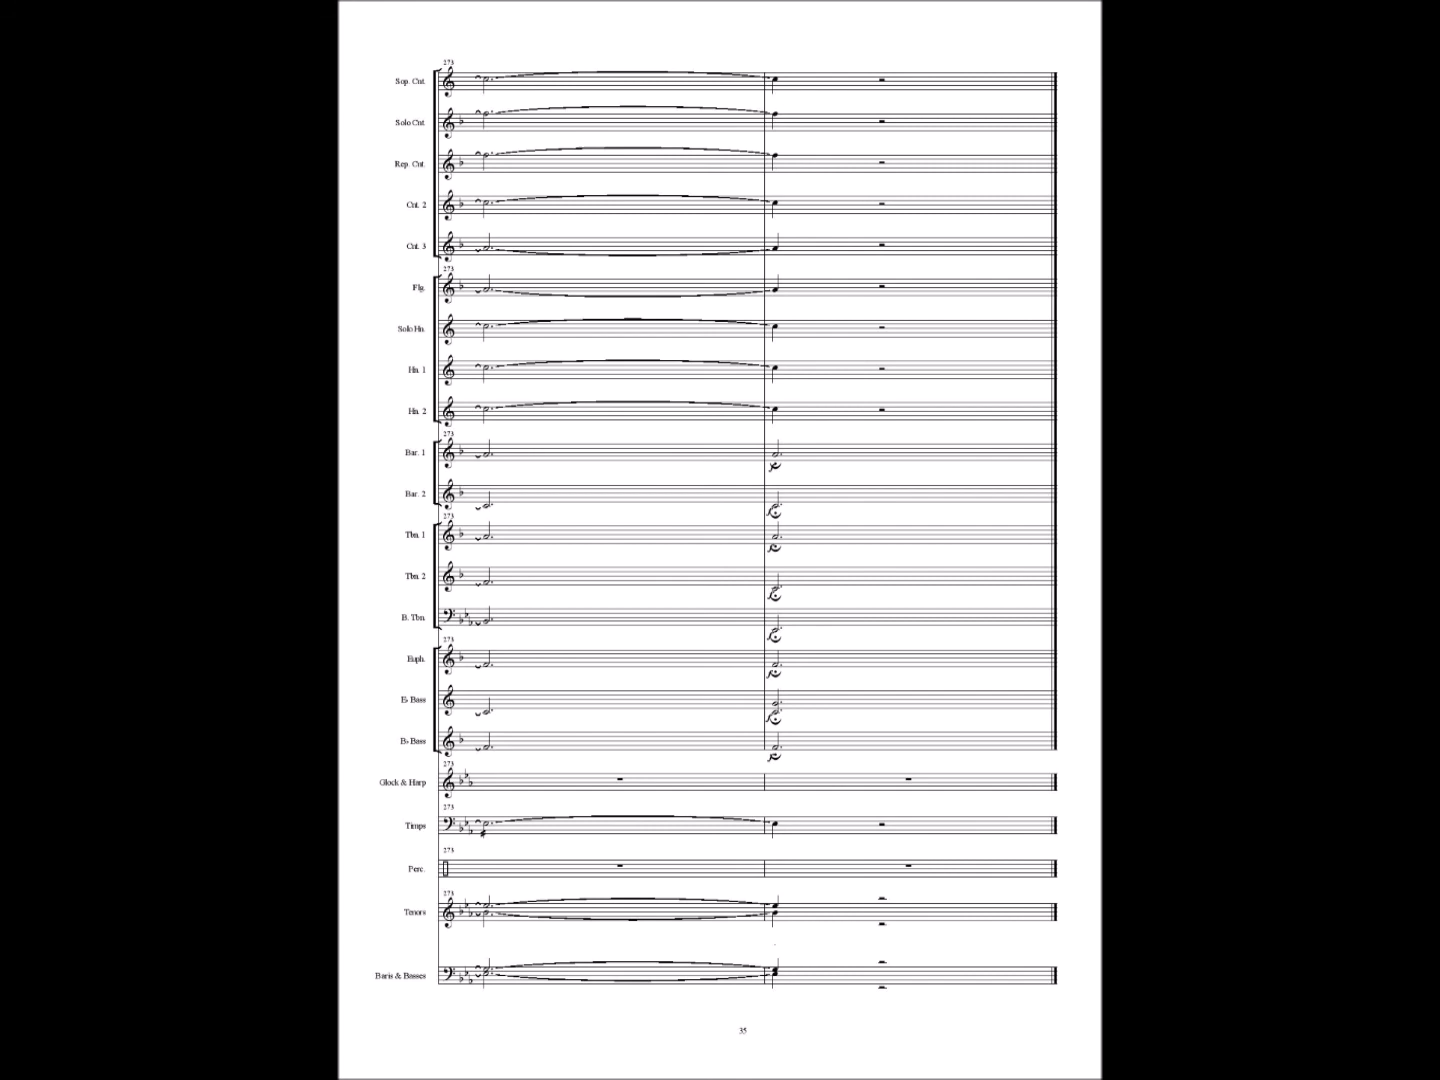 273
Sop. Cnt.
Solo Cnt.
Rep. Cnt.
Cnt. 2
Cnt. 3
273
Flg.
Solo Hn.
Hn. 1
Hn. 2
273
Bar. 1
Bar. 2
273
Tbn. 1
Tbn. 2
B. Tbn.
273
Euph.
E♭ Bass
B♭ Bass
273
Glock & Harp
273
Timps
273
Perc.
273
Tenors
Baris & Basses
35